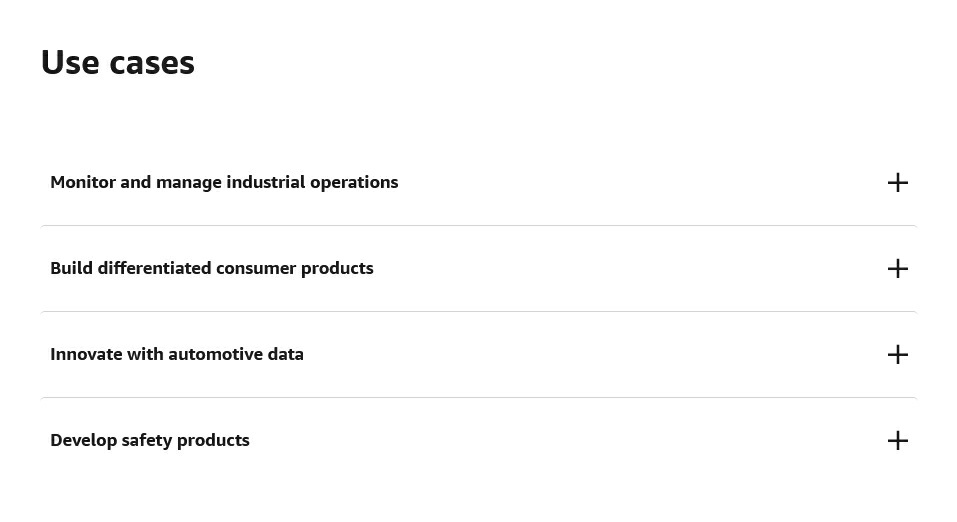 Use cases
Monitor and manage industrial operations
Build differentiated consumer products
Innovate with automotive data
Develop safety products